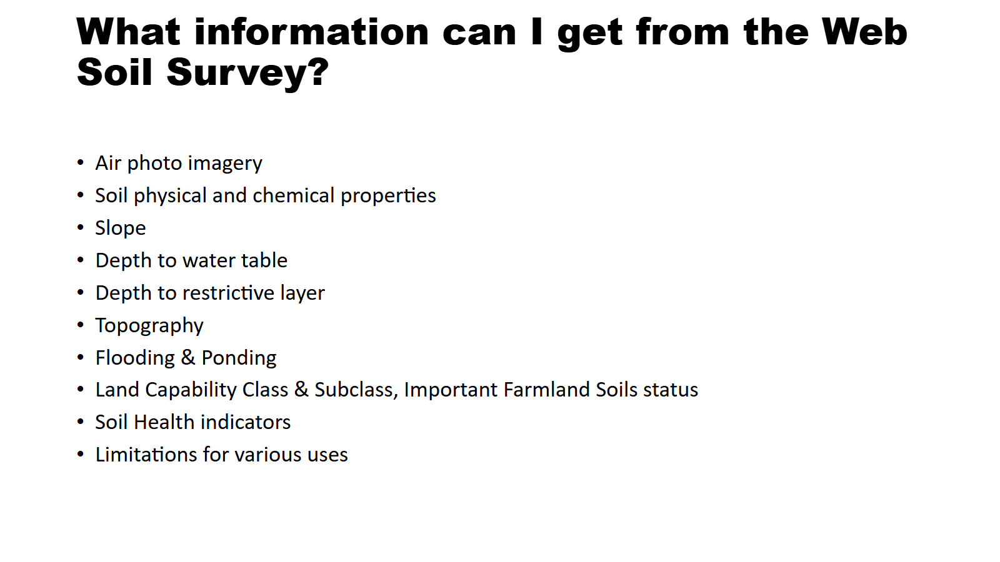 What information can I get from the Web
Soil Survey?
• Air photo imagery
• Soil physical and chemical properties
• Slope
• Depth to water table
• Depth to restrictive layer
• Topography
• Flooding & Ponding
• Land Capability Class & Subclass, Important Farmland Soils status
• Soil Health indicators
• Limitations for various uses